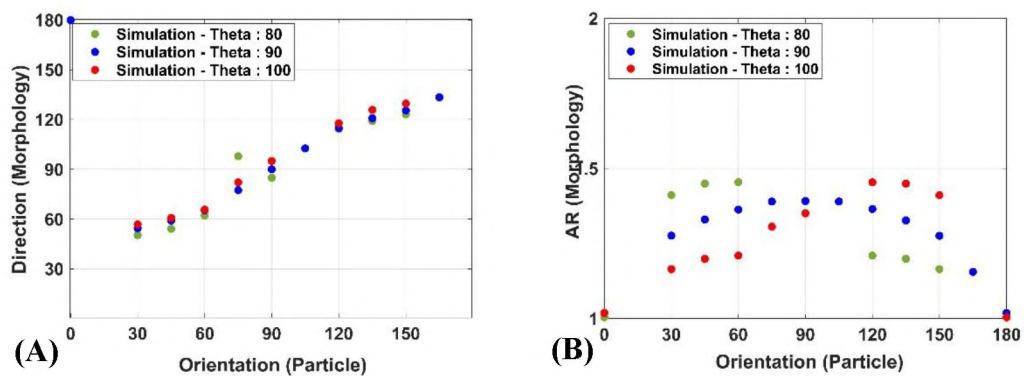 180
150
120
90
60
30
Direction (Morphology)
Simulation - Theta : 80
Simulation - Theta : 90
Simulation - Theta : 100
0 30 60 90 120 150
Orientation (Particle)
(A)
2
1.5
1
AR (Morphology)
Simulation - Theta : 80
Simulation - Theta : 90
Simulation - Theta : 100
0 30 60 90 120 150 180
Orientation (Particle)
(B)